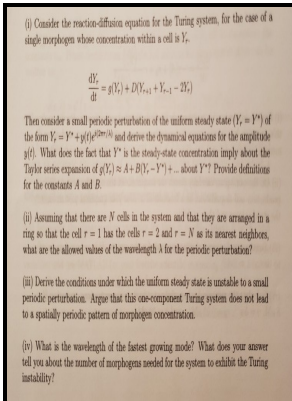 (i) Consider the reaction-diffusion equation for the Turing system, for the case of a
single morphogen whose concentration within a cell is Yᵣ.
dYᵣ/dt = g(Yᵣ) + D(Yᵣ₊₁ + Yᵣ₋₁ − 2Yᵣ)
Then consider a small periodic perturbation of the uniform steady state (Yᵣ = Y*) of
the form Yᵣ = Y* + y(t)e^(i2πr/λ) and derive the dynamical equations for the amplitude
y(t). What does the fact that Y* is the steady-state concentration imply about the
Taylor series expansion of g(Yᵣ) ≈ A + B(Yᵣ − Y*) + ... about Y*? Provide definitions
for the constants A and B.
(ii) Assuming that there are N cells in the system and that they are arranged in a
ring so that the cell r = 1 has the cells r = 2 and r = N as its nearest neighbors,
what are the allowed values of the wavelength λ for the periodic perturbation?
(iii) Derive the conditions under which the uniform steady state is unstable to a small
periodic perturbation. Argue that this one-component Turing system does not lead
to a spatially periodic pattern of morphogen concentration.
(iv) What is the wavelength of the fastest growing mode? What does your answer
tell you about the number of morphogens needed for the system to exhibit the Turing
instability?